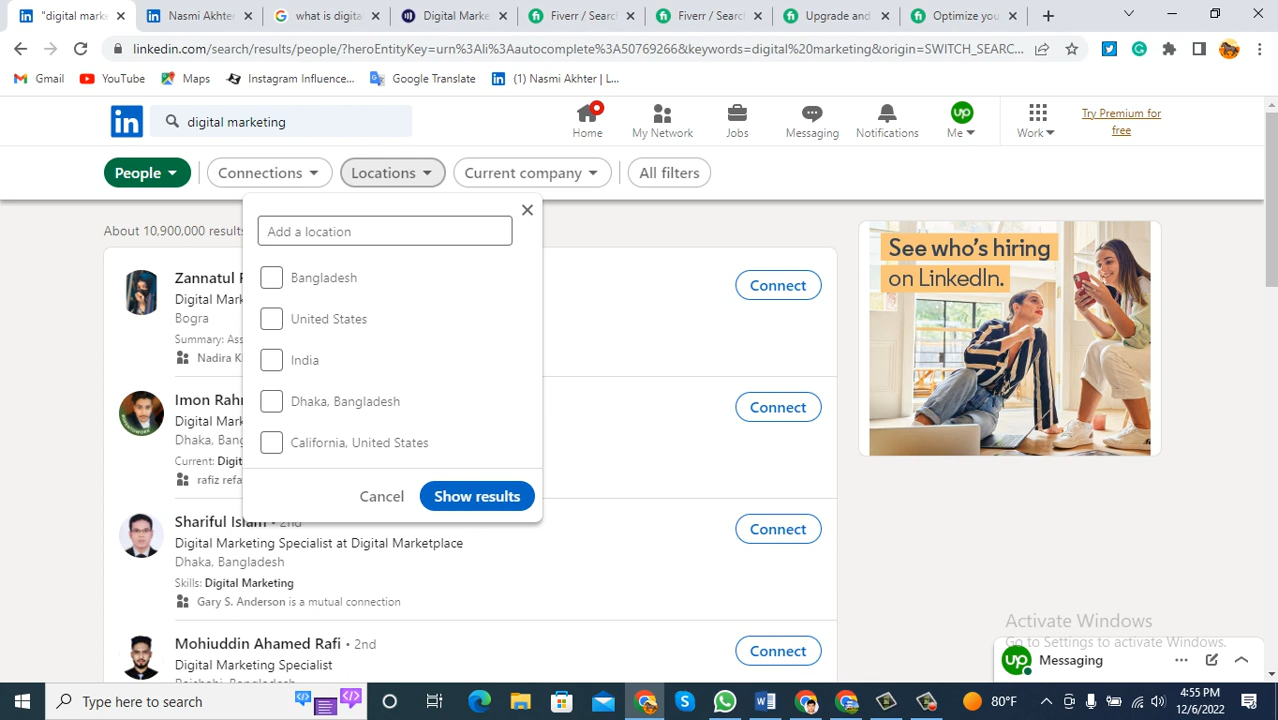 "digital marke
Nasmi Akhter
what is digita
Digital Marke
Fiverr / Searc
Fiverr / Searc
Upgrade and
Optimize you
linkedin.com/search/results/people/?heroEntityKey=urn%3Ali%3Aautocomplete%3A50769266&keywords=digital%20marketing&origin=SWITCH_SEARC...
Gmail
YouTube
Maps
Instagram Influence...
Google Translate
(1) Nasmi Akhter | L...
in
digital marketing
Home
My Network
Jobs
Messaging
Notifications
Me
Work
Try Premium for
free
People
Connections
Locations
Current company
All filters
About 10,900,000 results
Add a location
Bangladesh
United States
India
Dhaka, Bangladesh
California, United States
Cancel
Show results
Zannatul
Digital Mark
Bogra
Summary: Ass
Nadira K
Connect
Imon Rahm
Digital Mark
Dhaka, Bang
Current: Digit
rafiz refa
Connect
Shariful Islam • 2nd
Digital Marketing Specialist at Digital Marketplace
Dhaka, Bangladesh
Skills: Digital Marketing
Gary S. Anderson is a mutual connection
Connect
Mohiuddin Ahamed Rafi • 2nd
Digital Marketing Specialist
Rajshahi, Bangladesh
Connect
See who's hiring
on LinkedIn.
Activate Windows
Go to Settings to activate Windows.
up
Messaging
Type here to search
80°F
4:55 PM
12/6/2022